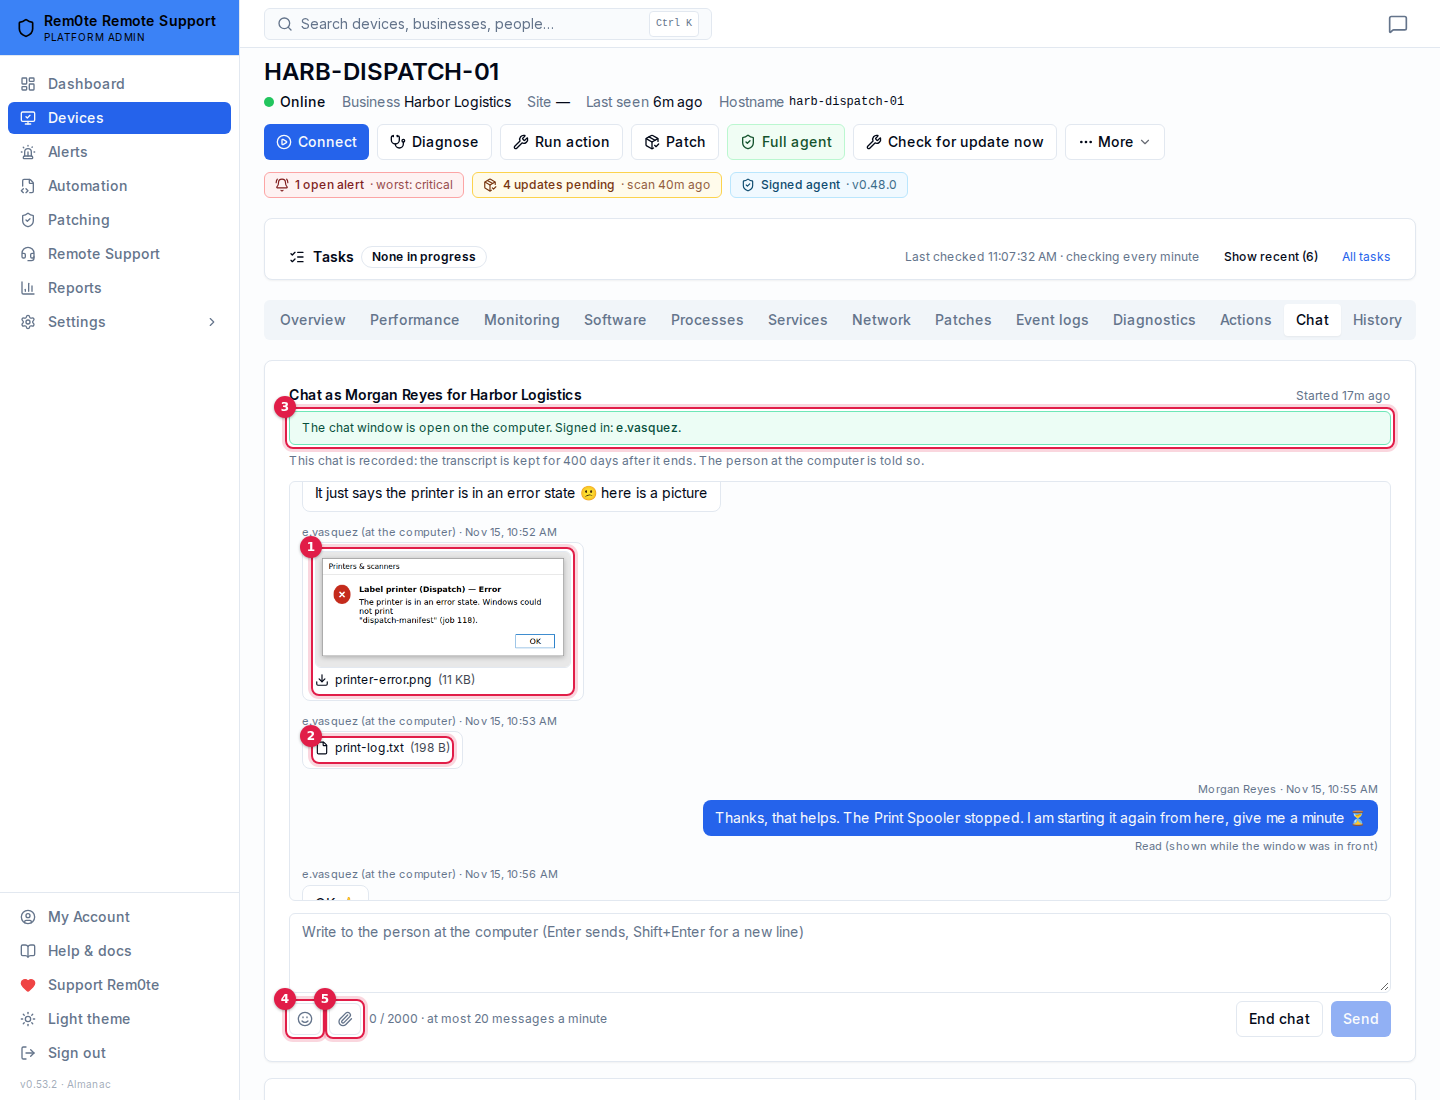 Rem0te Remote Support
PLATFORM ADMIN
Search devices, businesses, people...
Ctrl K
Dashboard
Devices
Alerts
Automation
Patching
Remote Support
Reports
Settings
My Account
Help & docs
Support Rem0te
Light theme
Sign out
v0.53.2 · Almanac
HARB-DISPATCH-01
Online Business Harbor Logistics Site — Last seen 6m ago Hostname harb-dispatch-01
Connect Diagnose Run action Patch Full agent Check for update now More
1 open alert · worst: critical 4 updates pending · scan 40m ago Signed agent · v0.48.0
Tasks None in progress Last checked 11:07:32 AM · checking every minute Show recent (6) All tasks
Overview Performance Monitoring Software Processes Services Network Patches Event logs Diagnostics Actions Chat History
Chat as Morgan Reyes for Harbor Logistics Started 17m ago
3
The chat window is open on the computer. Signed in: e.vasquez.
This chat is recorded: the transcript is kept for 400 days after it ends. The person at the computer is told so.
It just says the printer is in an error state 😕 here is a picture
e.vasquez (at the computer) · Nov 15, 10:52 AM
1
Printers & scanners
Label printer (Dispatch) — Error
The printer is in an error state. Windows could
not print
"dispatch-manifest" (job 118).
OK
printer-error.png (11 KB)
e.vasquez (at the computer) · Nov 15, 10:53 AM
2
print-log.txt (198 B)
Morgan Reyes · Nov 15, 10:55 AM
Thanks, that helps. The Print Spooler stopped. I am starting it again from here, give me a minute ⏳
Read (shown while the window was in front)
e.vasquez (at the computer) · Nov 15, 10:56 AM
Write to the person at the computer (Enter sends, Shift+Enter for a new line)
4 5
0 / 2000 · at most 20 messages a minute
End chat Send